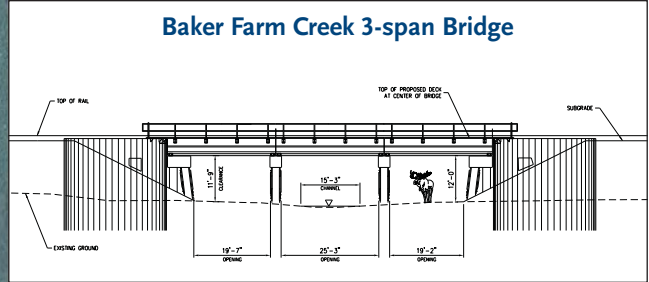 Baker Farm Creek 3-span Bridge
TOP OF RAIL
TOP OF PROPOSED DECK
AT CENTER OF BRIDGE
SUBGRADE
11'-9"
CLEARANCE
15'-3"
CHANNEL
12'-0"
EXISTING GROUND
19'-7"
OPENING
25'-3"
OPENING
19'-2"
OPENING